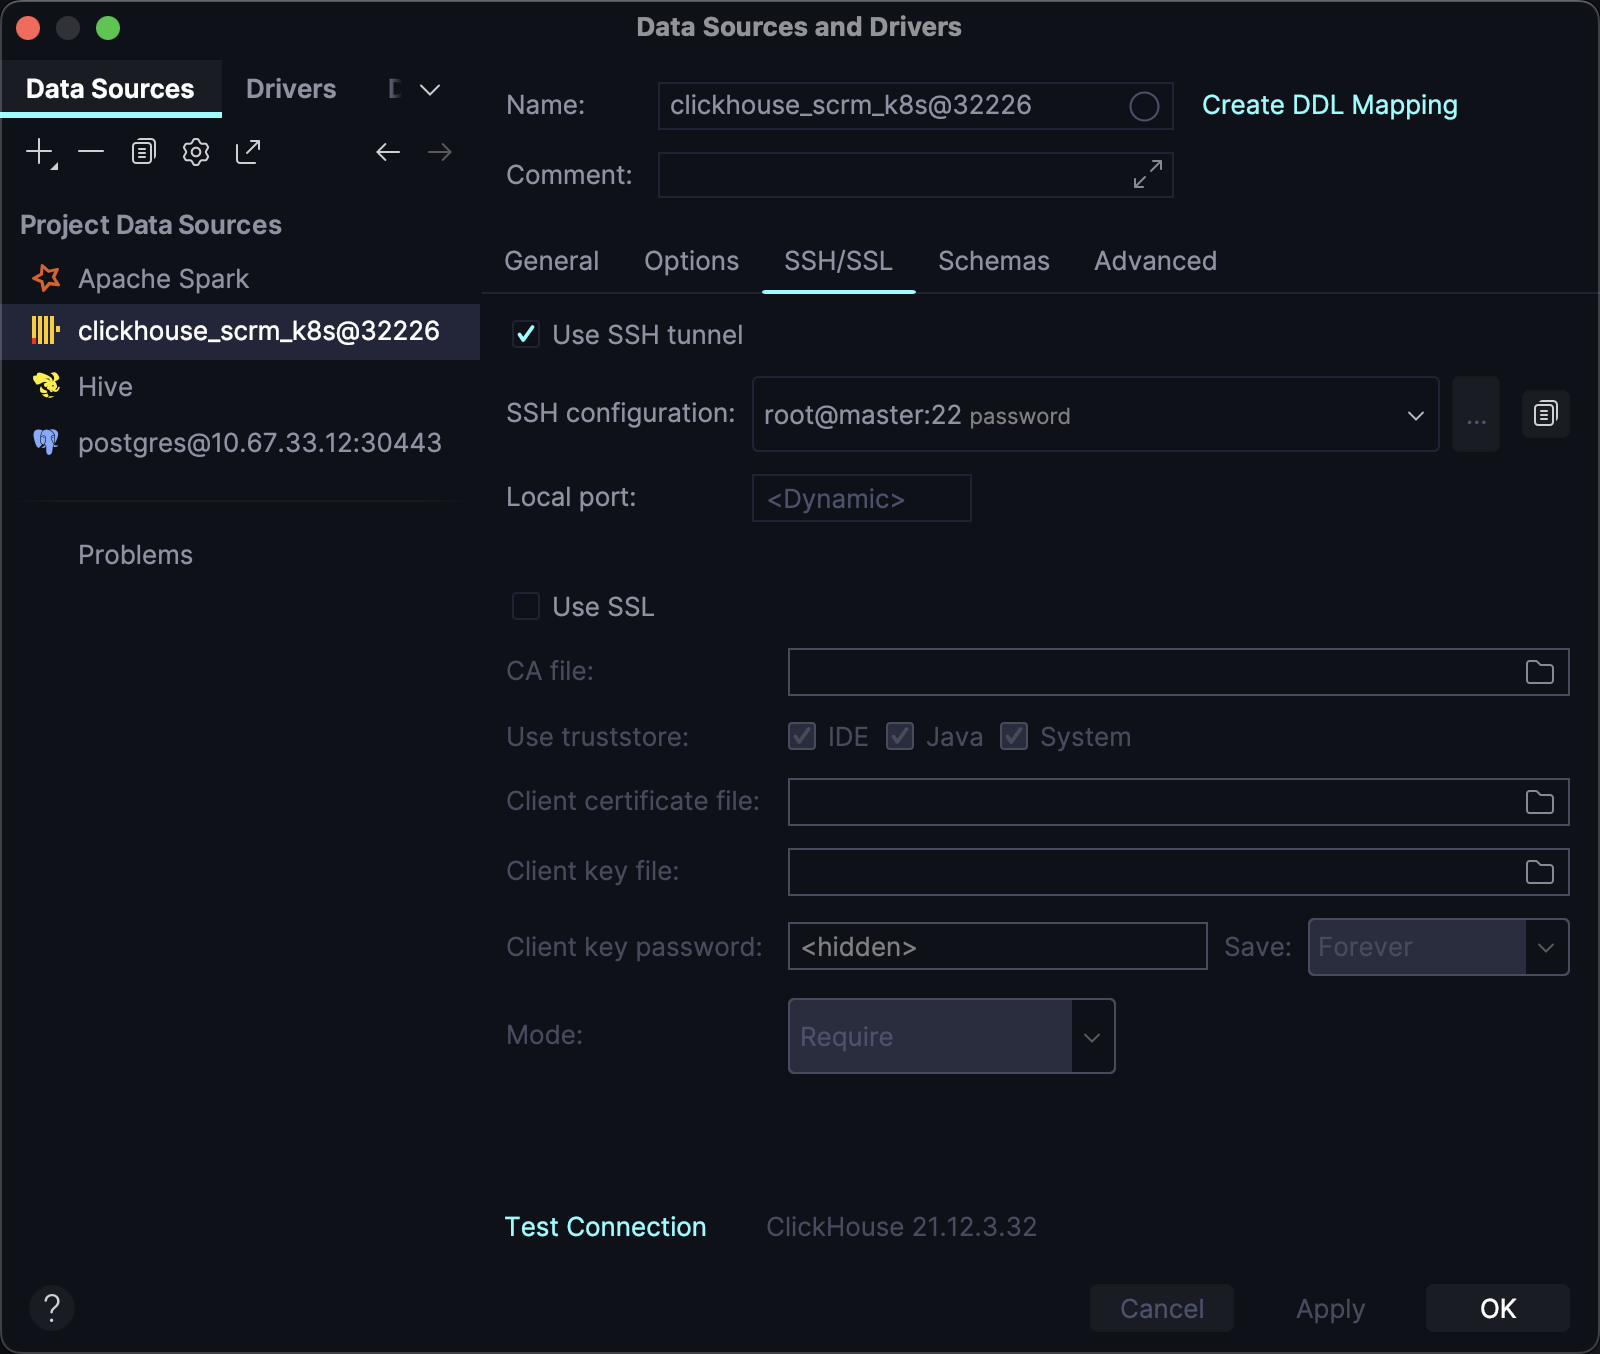 Data Sources and Drivers
Data Sources
Drivers
Project Data Sources
Apache Spark
clickhouse_scrm_k8s@32226
Hive
postgres@10.67.33.12:30443
Problems
Name: clickhouse_scrm_k8s@32226 Create DDL Mapping
Comment:
General Options SSH/SSL Schemas Advanced
Use SSH tunnel
SSH configuration: root@master:22 password ...
Local port: <Dynamic>
Use SSL
CA file:
Use truststore: IDE Java System
Client certificate file:
Client key file:
Client key password: <hidden> Save: Forever
Mode: Require
Test Connection ClickHouse 21.12.3.32
? Cancel Apply OK